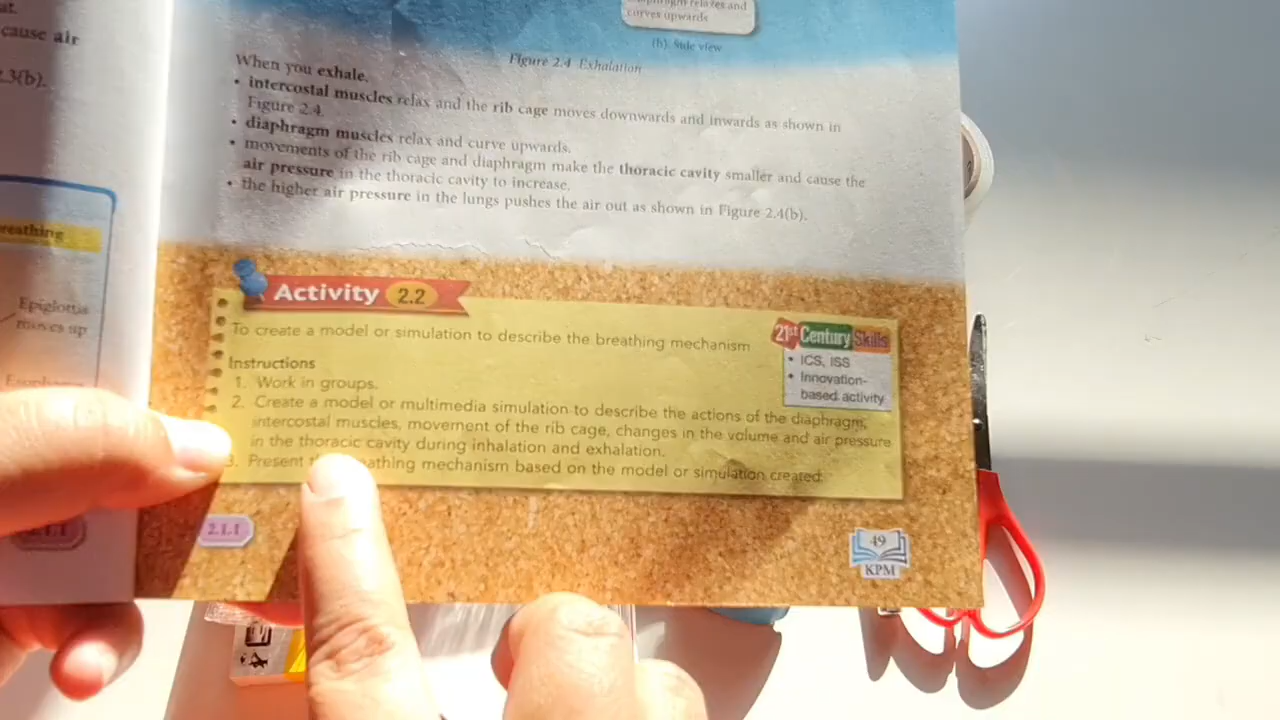 at.
cause air
2.3(b).
reathing
Epiglottis
moves up
2.1.1
relaxes and
curves upwards
(b) Side view
Figure 2.4 Exhalation
When you exhale,
• intercostal muscles relax and the rib cage moves downwards and inwards as shown in
Figure 2.4.
• diaphragm muscles relax and curve upwards.
• movements of the rib cage and diaphragm make the thoracic cavity smaller and cause the
air pressure in the thoracic cavity to increase.
• the higher air pressure in the lungs pushes the air out as shown in Figure 2.4(b).
Activity 2.2
To create a model or simulation to describe the breathing mechanism
21st Century Skills
• ICS, ISS
• Innovation-
based activity
Instructions
1. Work in groups.
2. Create a model or multimedia simulation to describe the actions of the diaphragm,
intercostal muscles, movement of the rib cage, changes in the volume and air pressure
in the thoracic cavity during inhalation and exhalation.
3. Present eathing mechanism based on the model or simulation created.
2.1.1
49
KPM